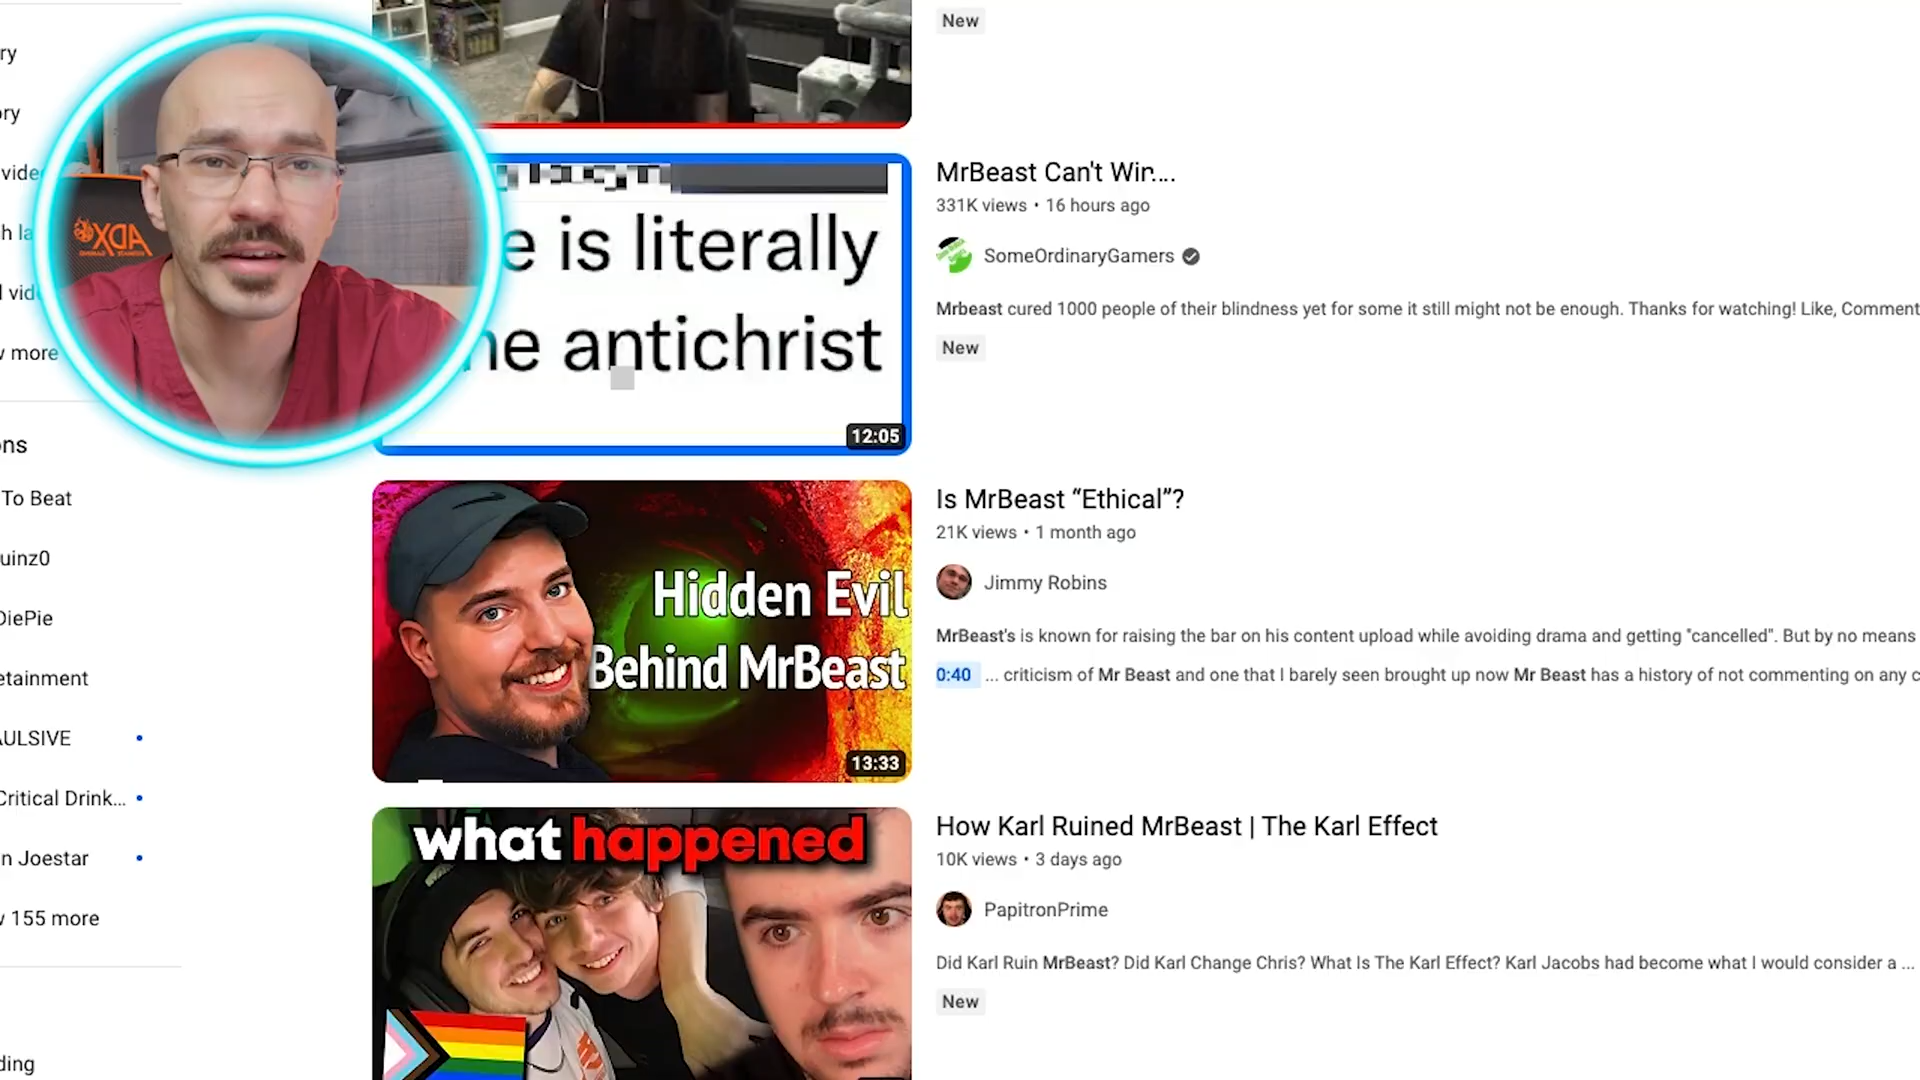 New
ry
ory
video
h la
l vid
w more
ons
To Beat
uinz0
DiePie
etainment
AULSIVE
Critical Drink...
n Joestar
w 155 more
ding
ADX
e is literally
he antichrist
12:05
MrBeast Can't Win....
331K views • 16 hours ago
SomeOrdinaryGamers
Mrbeast cured 1000 people of their blindness yet for some it still might not be enough. Thanks for watching! Like, Comment
New
Hidden Evil
Behind MrBeast
13:33
Is MrBeast “Ethical”?
21K views • 1 month ago
Jimmy Robins
MrBeast's is known for raising the bar on his content upload while avoiding drama and getting "cancelled". But by no means
0:40 ... criticism of Mr Beast and one that I barely seen brought up now Mr Beast has a history of not commenting on any c
what happened
How Karl Ruined MrBeast | The Karl Effect
10K views • 3 days ago
PapitronPrime
Did Karl Ruin MrBeast? Did Karl Change Chris? What Is The Karl Effect? Karl Jacobs had become what I would consider a ...
New